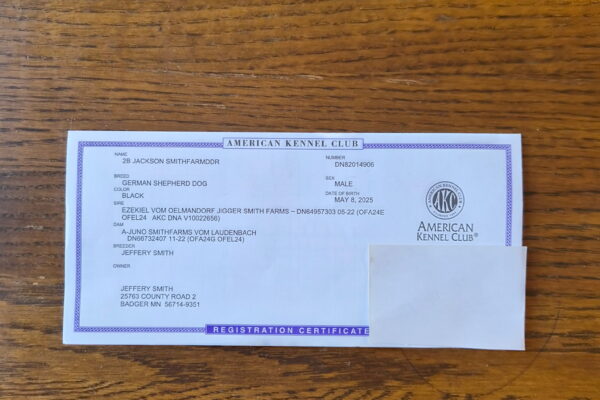 AMERICAN KENNEL CLUB
NAME
2B JACKSON SMITHFARMDDR
NUMBER
DN82014906
BREED
GERMAN SHEPHERD DOG
SEX
MALE
COLOR
BLACK
DATE OF BIRTH
MAY 8, 2025
SIRE
EZEKIEL VOM OELMANDORF JIGGER SMITH FARMS – DN64957303 05-22 (OFA24E
OFEL24 AKC DNA V10022656)
DAM
A-JUNO SMITHFARMS VOM LAUDENBACH
DN66732407 11-22 (OFA24G OFEL24)
BREEDER
JEFFERY SMITH
OWNER
JEFFERY SMITH
25763 COUNTY ROAD 2
BADGER MN 56714-9351
AKC
AMERICAN
KENNEL CLUB®
REGISTRATION CERTIFICATE